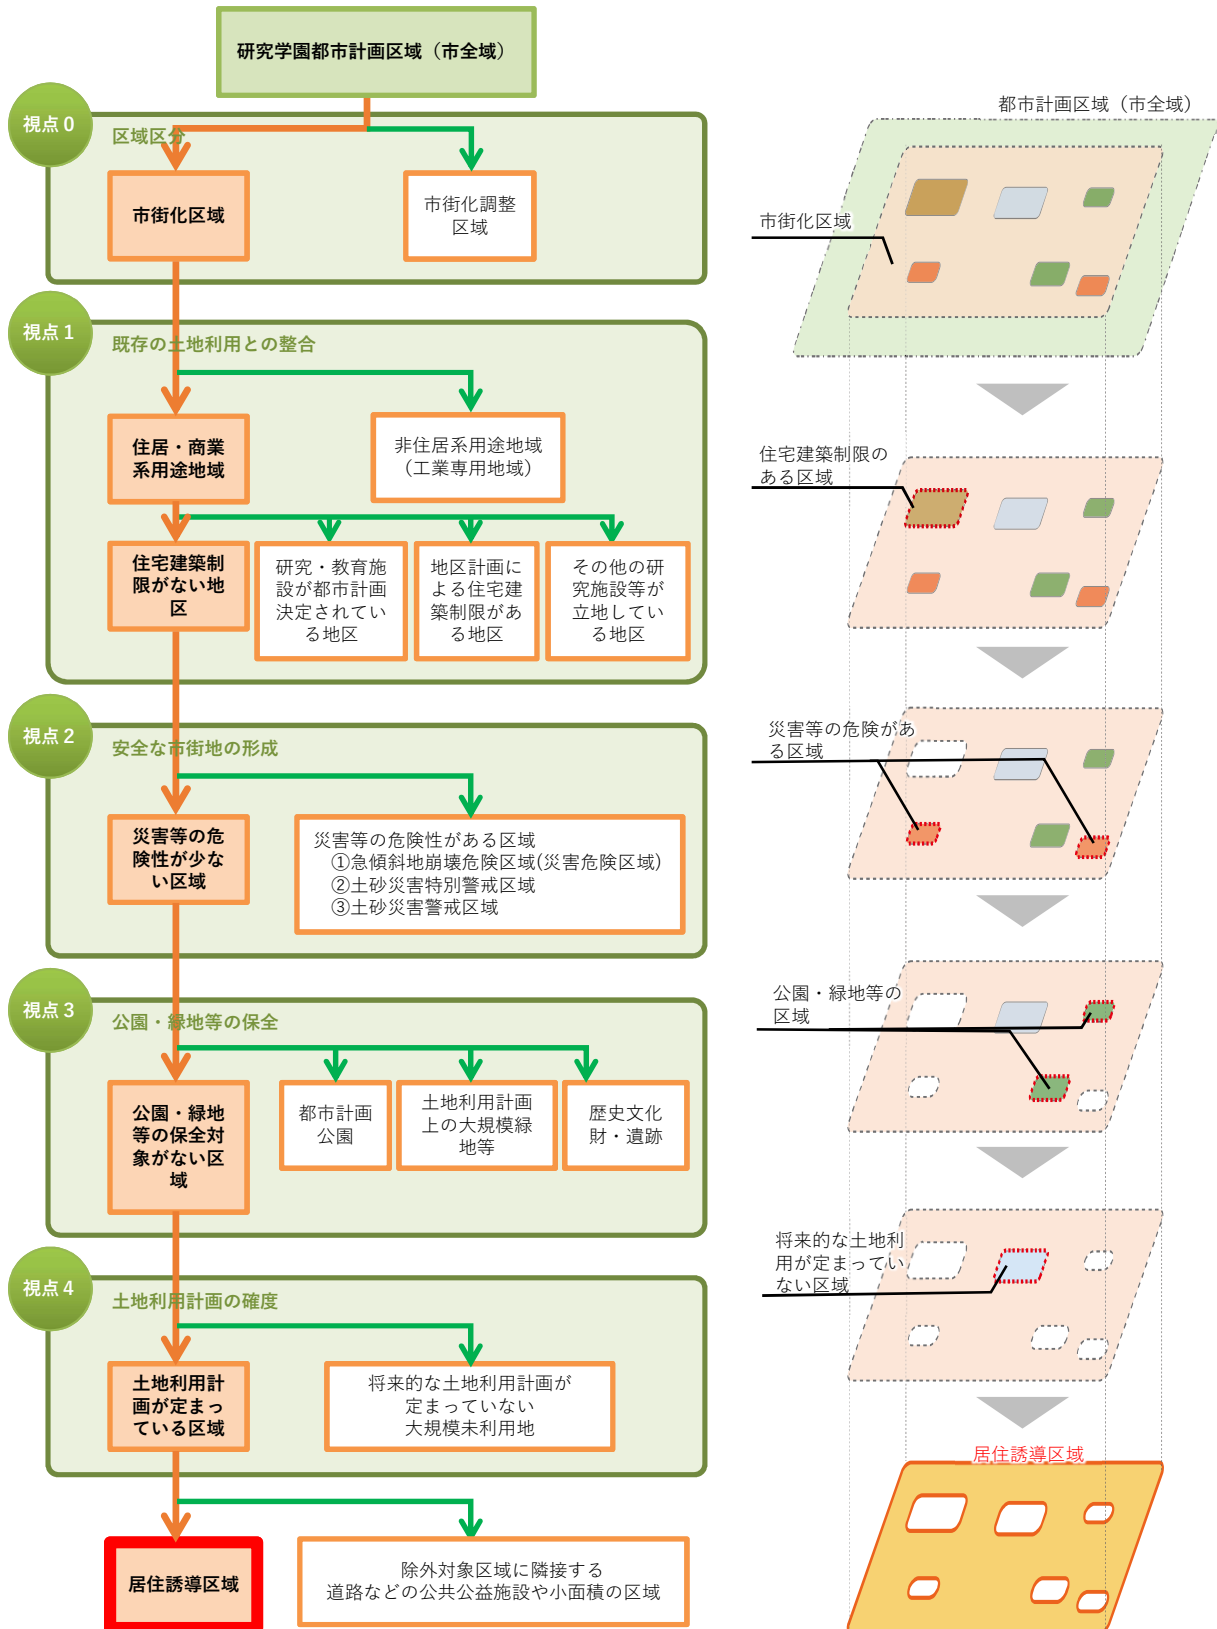 研究学園都市計画区域（市全域）
視点０
区域区分
市街化区域
市街化調整
区域
視点１
既存の土地利用との整合
住居・商業
系用途地域
非住居系用途地域
（工業専用地域）
住宅建築制
限がない地
区
研究・教育施
設が都市計画
決定されてい
る地区
地区計画に
よる住宅建
築制限があ
る地区
その他の研
究施設等が
立地してい
る地区
視点２
安全な市街地の形成
災害等の危
険性が少な
い区域
災害等の危険性がある区域
①急傾斜地崩壊危険区域(災害危険区域)
②土砂災害特別警戒区域
③土砂災害警戒区域
視点３
公園・緑地等の保全
公園・緑地
等の保全対
象がない区
域
都市計画
公園
土地利用計画
上の大規模緑
地等
歴史文化
財・遺跡
視点４
土地利用計画の確度
土地利用計
画が定まっ
ている区域
将来的な土地利用計画が
定まっていない
大規模未利用地
居住誘導区域
除外対象区域に隣接する
道路などの公共公益施設や小面積の区域
都市計画区域（市全域）
市街化区域
住宅建築制限の
ある区域
災害等の危険があ
る区域
公園・緑地等の
区域
将来的な土地利
用が定まってい
ない区域
居住誘導区域